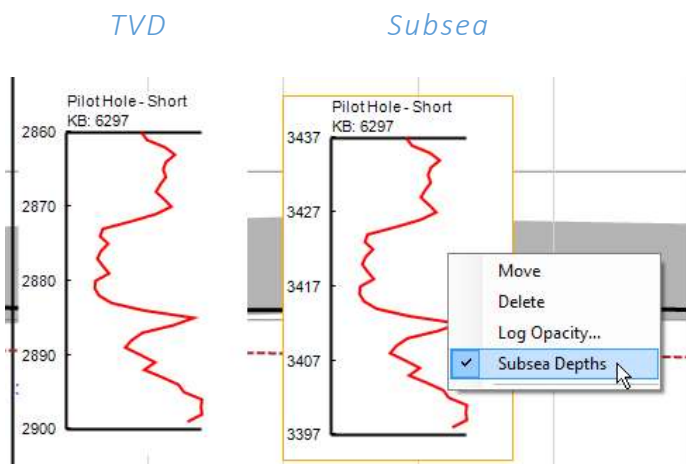 TVD
Subsea
Pilot Hole - Short
KB: 6297
2860
2870
2880
2890
2900
Pilot Hole - Short
KB: 6297
3437
3427
3417
3407
3397
Move
Delete
Log Opacity...
Subsea Depths